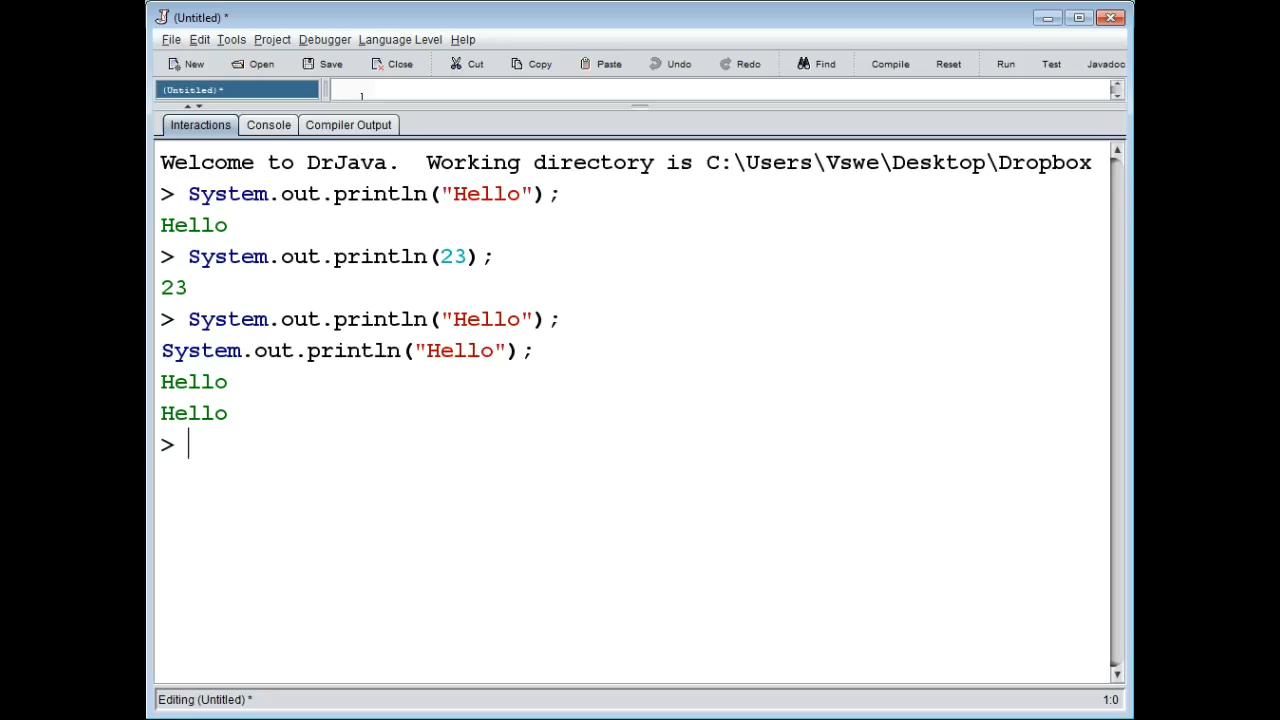 (Untitled) *
File Edit Tools Project Debugger Language Level Help
New Open Save Close Cut Copy Paste Undo Redo Find Compile Reset Run Test Javadoc
(Untitled)*
Interactions Console Compiler Output
Welcome to DrJava.  Working directory is C:\Users\Vswe\Desktop\Dropbox
> System.out.println("Hello");
Hello
> System.out.println(23);
23
> System.out.println("Hello");
System.out.println("Hello");
Hello
Hello
>
Editing (Untitled) * 1:0